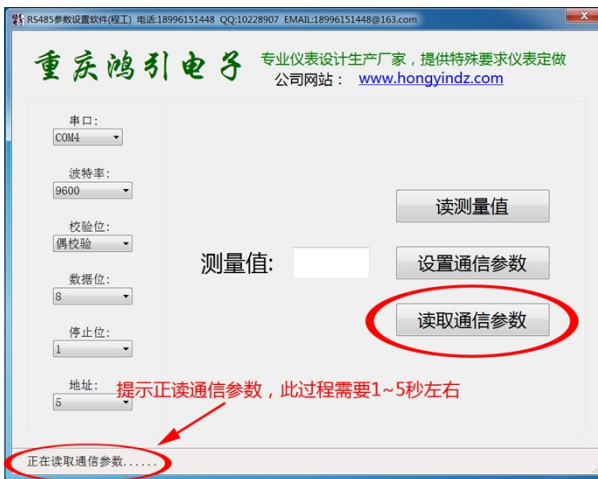 RS485参数设置软件(程工) 电话:18996151448 QQ:10228907 EMAIL:18996151448@163.com
重庆鸿引电子
专业仪表设计生产厂家，提供特殊要求仪表定做
公司网站： www.hongyindz.com
串口:
COM4
波特率:
9600
校验位:
偶校验
数据位:
8
停止位:
1
地址:
5
测量值:
读测量值
设置通信参数
读取通信参数
提示正读通信参数，此过程需要1~5秒左右
正在读取通信参数......